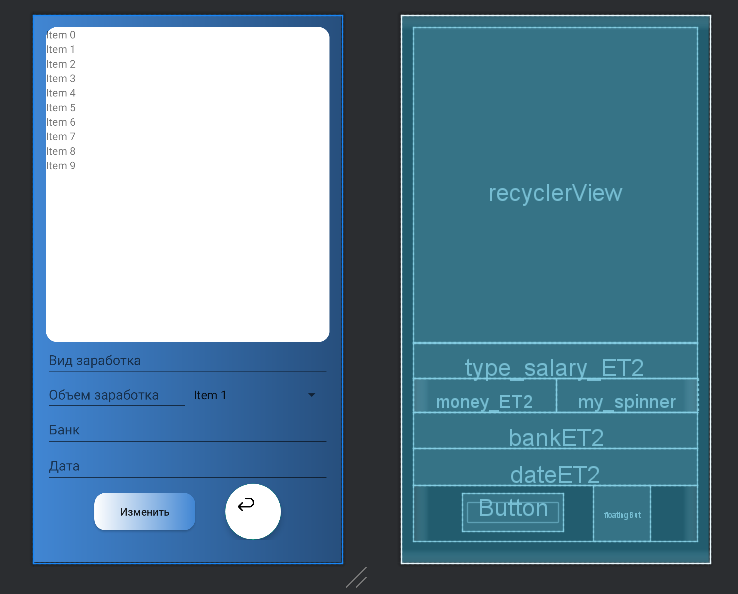 Item 0
Item 1
Item 2
Item 3
Item 4
Item 5
Item 6
Item 7
Item 8
Item 9
Вид заработка
Объем заработка Item 1
Банк
Дата
Изменить
recyclerView
type_salary_ET2
money_ET2 my_spinner
bankET2
dateET2
Button floatingBut